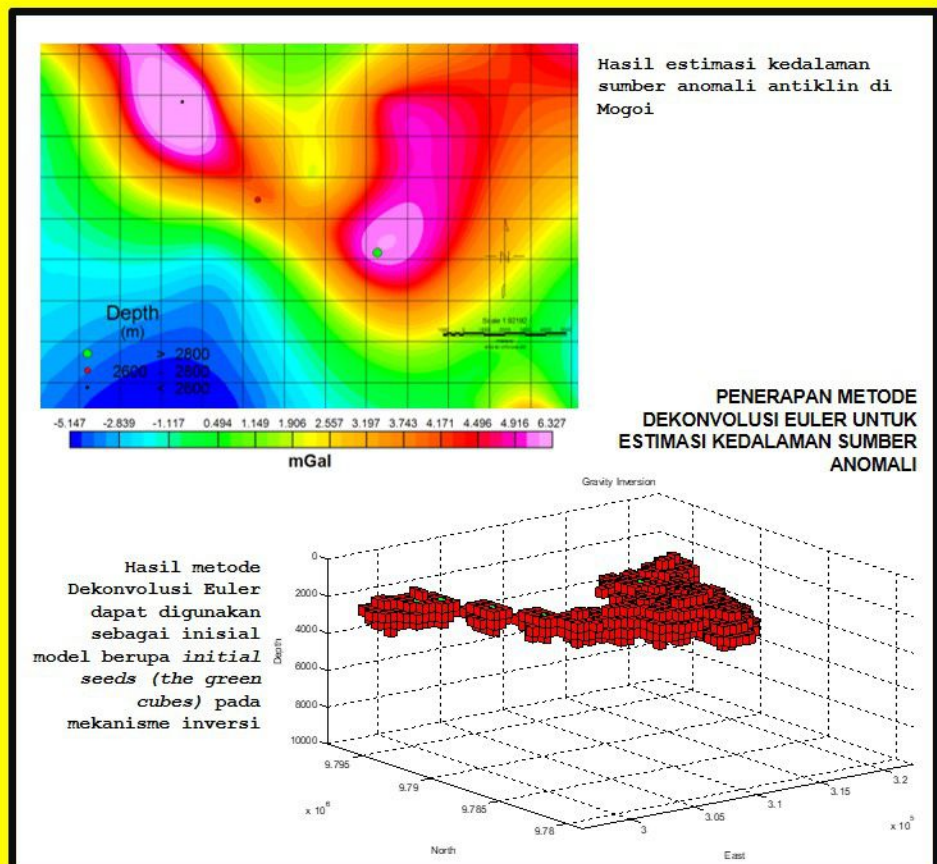 Hasil estimasi kedalaman
sumber anomali antiklin di
Mogoi
N
Depth
(m)
> 2800
2600 - 2800
< 2600
-5.147 -2.839 -1.117 0.494 1.149 1.906 2.557 3.197 3.743 4.171 4.496 4.916 6.327
mGal
PENERAPAN METODE
DEKONVOLUSI EULER UNTUK
ESTIMASI KEDALAMAN SUMBER
ANOMALI
Hasil metode
Dekonvolusi Euler
dapat digunakan
sebagai inisial
model berupa initial
seeds (the green
cubes) pada
mekanisme inversi
Gravity Inversion
0
2000
4000
6000
8000
10000
Depth
9.795
9.79
9.785
9.78
x 10⁶
North
3
3.05
3.1
3.15
3.2
x 10⁵
East